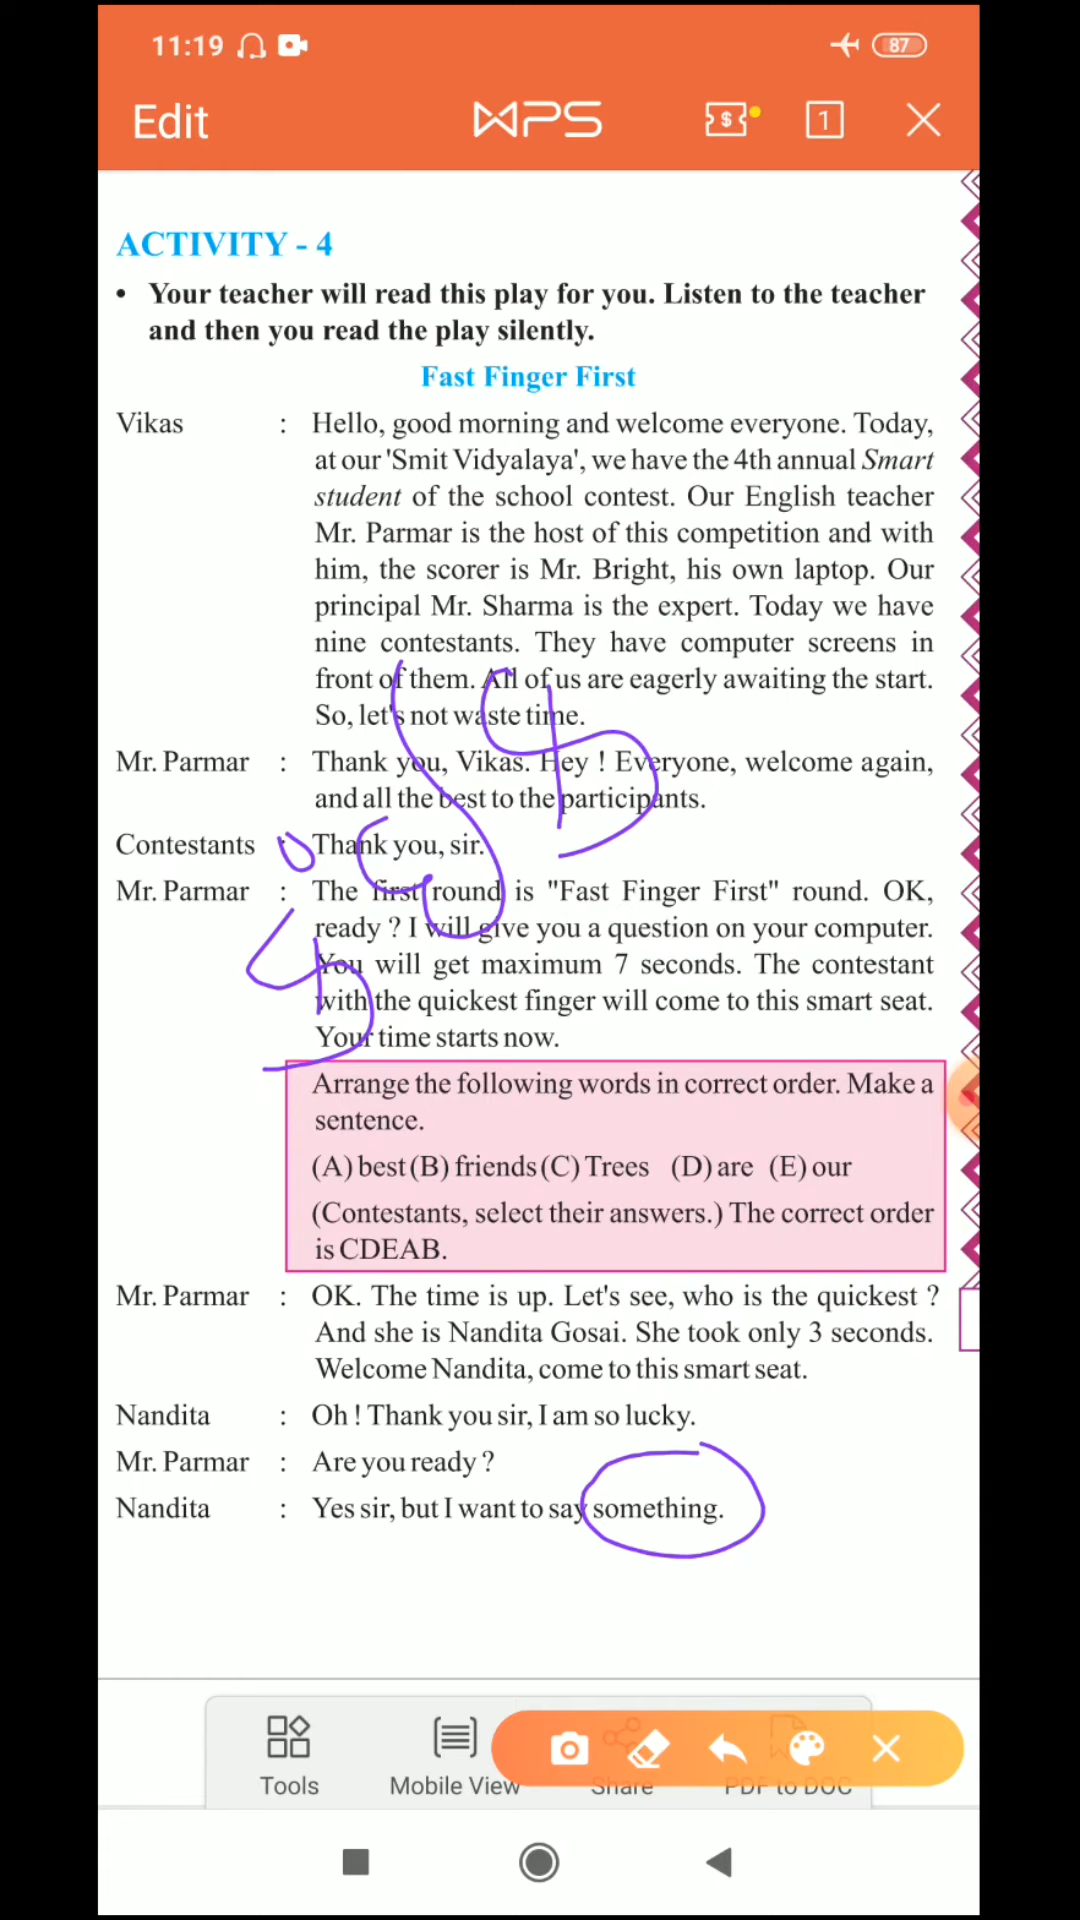 11:19 87
Edit WPS $ 1
ACTIVITY - 4
• Your teacher will read this play for you. Listen to the teacher
and then you read the play silently.
Fast Finger First
Vikas : Hello, good morning and welcome everyone. Today,
at our 'Smit Vidyalaya', we have the 4th annual Smart
student of the school contest. Our English teacher
Mr. Parmar is the host of this competition and with
him, the scorer is Mr. Bright, his own laptop. Our
principal Mr. Sharma is the expert. Today we have
nine contestants. They have computer screens in
front of them. All of us are eagerly awaiting the start.
So, let's not waste time.
Mr. Parmar : Thank you, Vikas. Hey ! Everyone, welcome again,
and all the best to the participants.
Contestants : Thank you, sir.
Mr. Parmar : The first round is "Fast Finger First" round. OK,
ready ? I will give you a question on your computer.
You will get maximum 7 seconds. The contestant
with the quickest finger will come to this smart seat.
Your time starts now.
Arrange the following words in correct order. Make a
sentence.
(A) best (B) friends (C) Trees (D) are (E) our
(Contestants, select their answers.) The correct order
is CDEAB.
Mr. Parmar : OK. The time is up. Let's see, who is the quickest ?
And she is Nandita Gosai. She took only 3 seconds.
Welcome Nandita, come to this smart seat.
Nandita : Oh ! Thank you sir, I am so lucky.
Mr. Parmar : Are you ready ?
Nandita : Yes sir, but I want to say something.
Tools Mobile View Share PDF to DOC